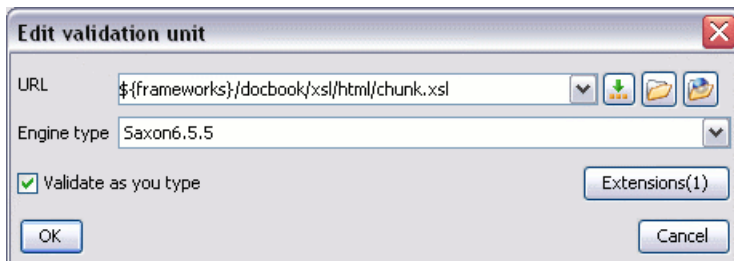 Edit validation unit
URL ${frameworks}/docbook/xsl/html/chunk.xsl
Engine type Saxon6.5.5
Validate as you type Extensions(1)
OK Cancel